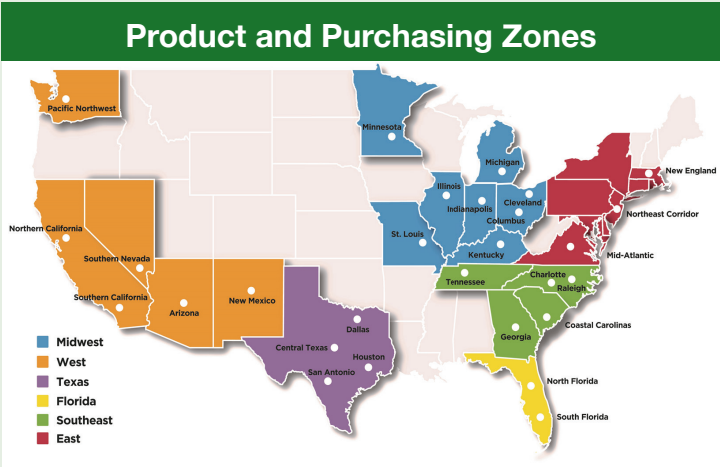 Product and Purchasing Zones
Pacific Northwest
Minnesota
Michigan
New England
Illinois
Indianapolis
Cleveland
Columbus
Northeast Corridor
Northern California
St. Louis
Kentucky
Mid-Atlantic
Southern Nevada
Tennessee
Charlotte
Raleigh
Southern California
Arizona
New Mexico
Dallas
Georgia
Coastal Carolinas
Central Texas
Houston
San Antonio
North Florida
South Florida
Midwest
West
Texas
Florida
Southeast
East